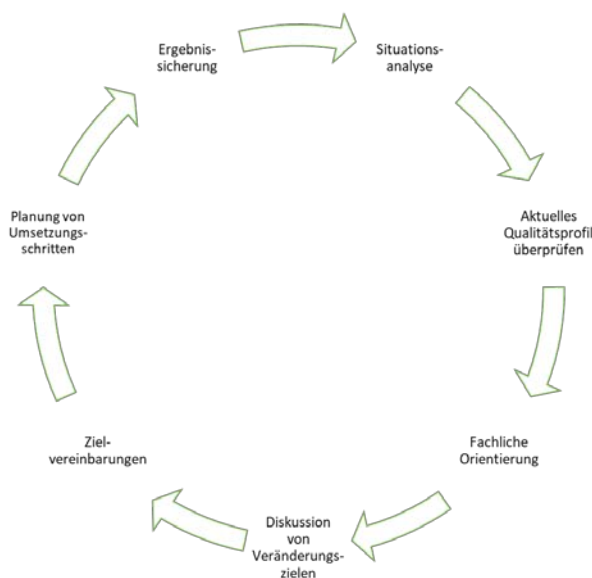 Ergebnis-
sicherung
Situations-
analyse
Aktuelles
Qualitätsprofil
überprüfen
Fachliche
Orientierung
Diskussion
von
Veränderungs-
zielen
Ziel-
vereinbarungen
Planung von
Umsetzungs-
schritten